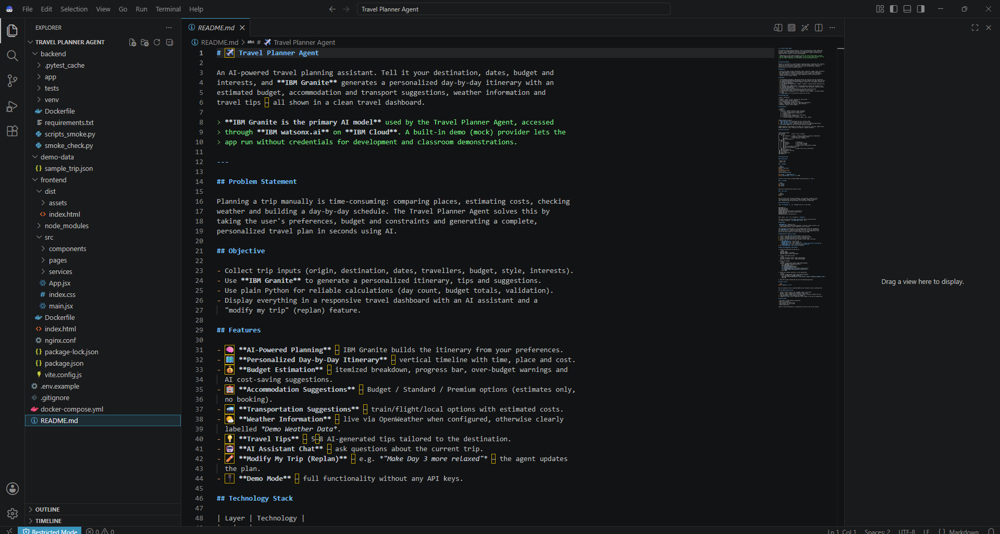 File Edit Selection View Go Run Terminal Help
Travel Planner Agent
EXPLORER
TRAVEL PLANNER AGENT
backend
.pytest_cache
app
tests
venv
Dockerfile
requirements.txt
scripts_smoke.py
smoke_check.py
demo-data
sample_trip.json
frontend
dist
assets
index.html
node_modules
src
components
pages
services
App.jsx
index.css
main.jsx
Dockerfile
index.html
nginx.conf
package-lock.json
package.json
vite.config.js
.env.example
.gitignore
docker-compose.yml
README.md
OUTLINE
TIMELINE
README.md
README.md > abc # ✈️ Travel Planner Agent
1 # ✈️ Travel Planner Agent
2
3 An AI-powered travel planning assistant. Tell it your destination, dates, budget and
4 interests, and **IBM Granite** generates a personalized day-by-day itinerary with an
5 estimated budget, accommodation and transport suggestions, weather information and
6 travel tips — all shown in a clean travel dashboard.
7
8 > **IBM Granite is the primary AI model** used by the Travel Planner Agent, accessed
9 > through **IBM watsonx.ai** on **IBM Cloud**. A built-in demo (mock) provider lets the
10 > app run without credentials for development and classroom demonstrations.
11
12 ---
13
14 ## Problem Statement
15
16 Planning a trip manually is time-consuming: comparing places, estimating costs, checking
17 weather and building a day-by-day schedule. The Travel Planner Agent solves this by
18 taking the user's preferences, budget and constraints and generating a complete,
19 personalized travel plan in seconds using AI.
20
21 ## Objective
22
23 - Collect trip inputs (origin, destination, dates, travellers, budget, style, interests).
24 - Use **IBM Granite** to generate a personalized itinerary, tips and suggestions.
25 - Use plain Python for reliable calculations (day count, budget totals, validation).
26 - Display everything in a responsive travel dashboard with an AI assistant and a
27 "modify my trip" (replan) feature.
28
29 ## Features
30
31 - 🧠 **AI-Powered Planning** — IBM Granite builds the itinerary from your preferences.
32 - 🗺️ **Personalized Day-by-Day Itinerary** — vertical timeline with time, place and cost.
33 - 💰 **Budget Estimation** — itemized breakdown, progress bar, over-budget warnings and
34 AI cost-saving suggestions.
35 - 🏨 **Accommodation Suggestions** — Budget / Standard / Premium options (estimates only,
36 no booking).
37 - 🚄 **Transportation Suggestions** — train/flight/local options with estimated costs.
38 - 🌤️ **Weather Information** — live via OpenWeather when configured, otherwise clearly
39 labelled *Demo Weather Data*.
40 - 💡 **Travel Tips** — 5–8 AI-generated tips tailored to the destination.
41 - 🤖 **AI Assistant Chat** — ask questions about the current trip.
42 - ✏️ **Modify My Trip (Replan)** — e.g. *"Make Day 3 more relaxed"* — the agent updates
43 the plan.
44 - **Demo Mode** — full functionality without any API keys.
45
46 ## Technology Stack
47
48 | Layer | Technology |
Drag a view here to display.
Restricted Mode 0 0
Ln 1, Col 1 Spaces: 2 UTF-8 LF {} Markdown